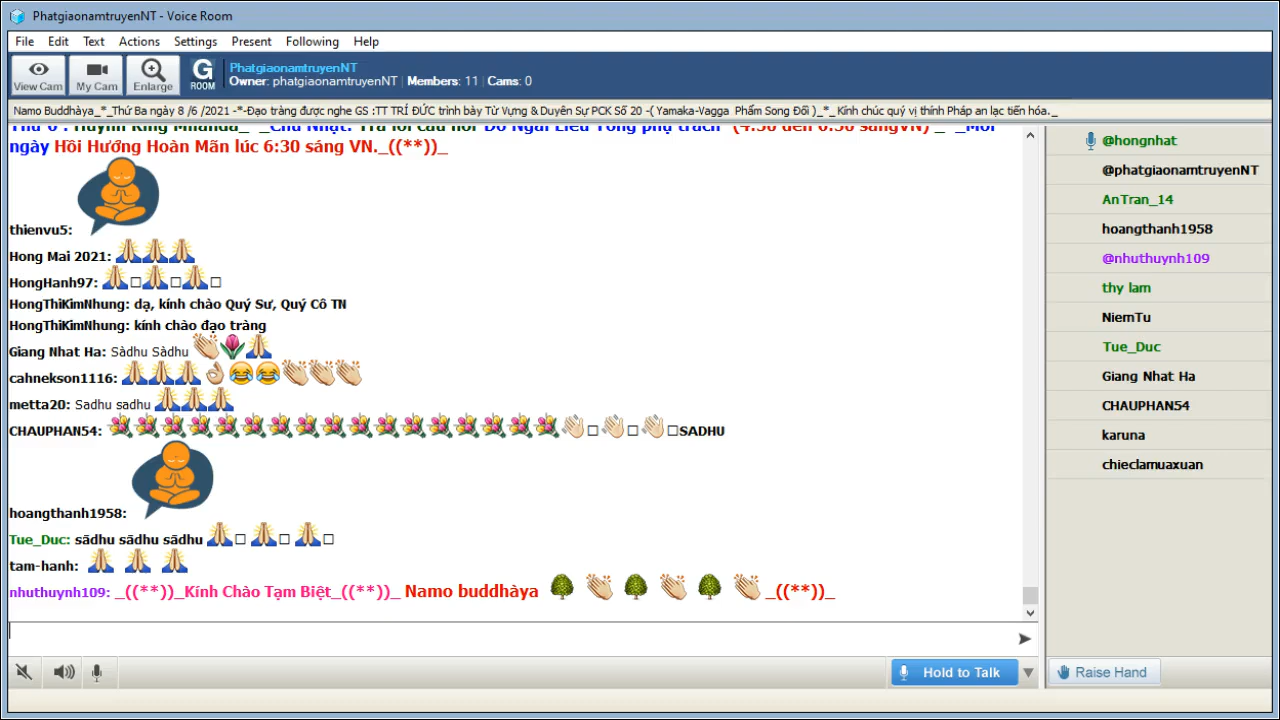 PhatgiaonamtruyenNT - Voice Room
File Edit Text Actions Settings Present Following Help
View Cam My Cam Enlarge G ROOM
PhatgiaonamtruyenNT
Owner: phatgiaonamtruyenNT | Members: 11 | Cams: 0
Namo Buddhàya_*_Thứ Ba ngày 8 /6 /2021 -*-Đạo tràng được nghe GS :TT TRÍ ĐỨC trình bày Từ Vựng & Duyên Sự PCK Số 20 -( Yamaka-Vagga Phẩm Song Đối )_*_ Kính chúc quý vị thính Pháp an lạc tiến hóa._
ngày Hồi Hướng Hoàn Mãn lúc 6:30 sáng VN._((**))_
thienvu5:
Hong Mai 2021: 🙏🙏🙏
HongHanh97: 🙏□🙏□🙏□
HongThiKimNhung: dạ, kính chào Quý Sư, Quý Cô TN
HongThiKimNhung: kính chào đạo tràng
Giang Nhat Ha: Sàdhu Sàdhu 👏🌷🙏
cahnekson1116: 🙏🙏🙏👌😂😂👏👏👏
metta20: Sadhu sadhu 🙏🙏🙏
CHAUPHAN54: 💐💐💐💐💐💐💐💐💐💐💐💐💐💐💐💐💐👏□👏□👏□SADHU
hoangthanh1958:
Tue_Duc: sādhu sādhu sādhu 🙏□ 🙏□ 🙏□
tam-hanh: 🙏 🙏 🙏
nhuthuynh109: _((**))_Kính Chào Tạm Biệt_((**))_ Namo buddhàya 🌳 👏 🌳 👏 🌳 👏 _((**))_
Hold to Talk
@hongnhat
@phatgiaonamtruyenNT
AnTran_14
hoangthanh1958
@nhuthuynh109
thy lam
NiemTu
Tue_Duc
Giang Nhat Ha
CHAUPHAN54
karuna
chieclamuaxuan
Raise Hand